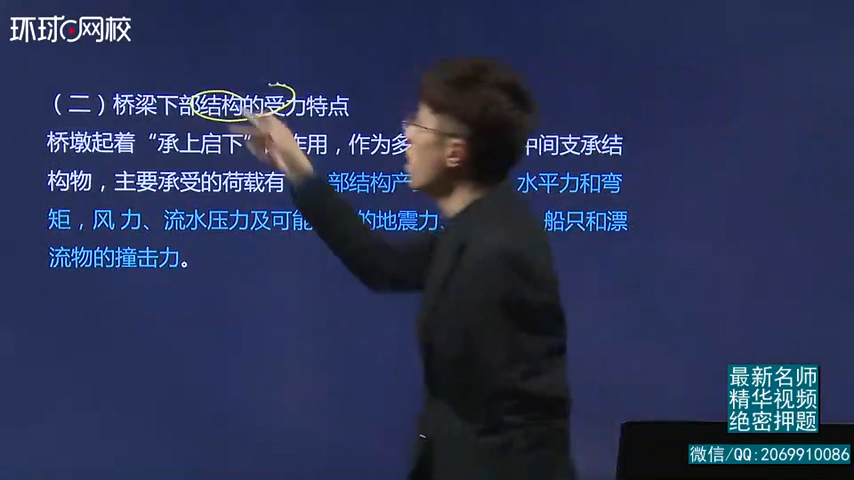 环球网校
（二）桥梁下部结构的受力特点
桥墩起着“承上启下” 作用，作为多 中间支承结
构物，主要承受的荷载有 部结构产 水平力和弯
矩，风 力、流水压力及可能 的地震力、 船只和漂
流物的撞击力。
最新名师
精华视频
绝密押题
微信/QQ:2069910086